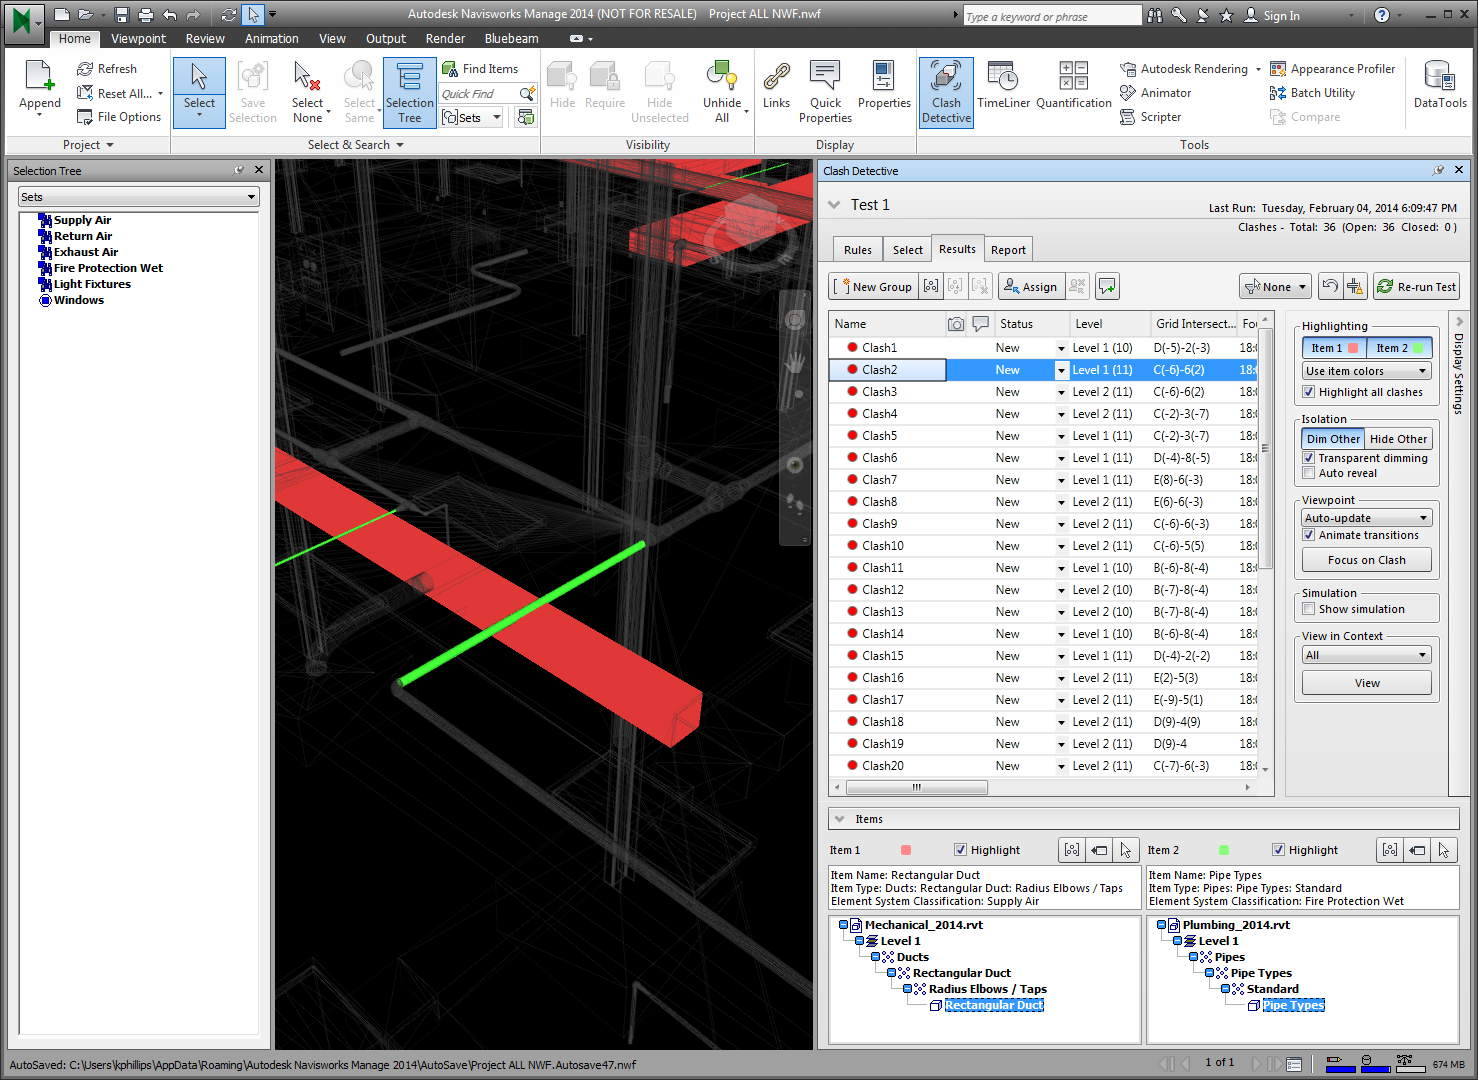 Autodesk Navisworks Manage 2014 (NOT FOR RESALE) Project ALL NWF.nwf
Type a keyword or phrase
Sign In
Home Viewpoint Review Animation View Output Render Bluebeam
Append
Refresh
Reset All...
File Options
Project
Select
Save Selection
Select None
Select Same
Selection Tree
Find Items
Quick Find
Sets
Select & Search
Hide
Require
Hide Unselected
Unhide All
Visibility
Links
Quick Properties
Properties
Display
Clash Detective
TimeLiner
Quantification
Autodesk Rendering
Animator
Scripter
Appearance Profiler
Batch Utility
Compare
DataTools
Tools
Selection Tree
Sets
Supply Air
Return Air
Exhaust Air
Fire Protection Wet
Light Fixtures
Windows
Clash Detective
Test 1
Last Run: Tuesday, February 04, 2014 6:09:47 PM
Clashes - Total: 36 (Open: 36 Closed: 0 )
Rules Select Results Report
New Group Assign None Re-run Test
Name Status Level Grid Intersect... Fou
Clash1 New Level 1 (10) D(-5)-2(-3) 18:
Clash2 New Level 1 (11) C(-6)-6(2) 18:
Clash3 New Level 2 (11) C(-6)-6(2) 18:
Clash4 New Level 2 (11) C(-2)-3(-7) 18:
Clash5 New Level 1 (11) C(-2)-3(-7) 18:
Clash6 New Level 1 (11) D(-4)-8(-5) 18:
Clash7 New Level 1 (11) E(8)-6(-3) 18:
Clash8 New Level 2 (11) E(6)-6(-3) 18:
Clash9 New Level 2 (11) C(-6)-6(-3) 18:
Clash10 New Level 2 (11) C(-6)-5(5) 18:
Clash11 New Level 1 (10) B(-6)-8(-4) 18:
Clash12 New Level 2 (10) B(-7)-8(-4) 18:
Clash13 New Level 2 (10) B(-7)-8(-4) 18:
Clash14 New Level 1 (10) B(-6)-8(-4) 18:
Clash15 New Level 1 (11) D(-4)-2(-2) 18:
Clash16 New Level 2 (11) E(2)-5(3) 18:
Clash17 New Level 2 (11) E(-9)-5(1) 18:
Clash18 New Level 2 (11) D(9)-4(9) 18:
Clash19 New Level 2 (11) D(9)-4 18:
Clash20 New Level 2 (11) C(-7)-6(-3) 18:
Display Settings
Highlighting
Item 1 Item 2
Use item colors
Highlight all clashes
Isolation
Dim Other Hide Other
Transparent dimming
Auto reveal
Viewpoint
Auto-update
Animate transitions
Focus on Clash
Simulation
Show simulation
View in Context
All
View
Items
Item 1 Highlight
Item Name: Rectangular Duct
Item Type: Ducts: Rectangular Duct: Radius Elbows / Taps
Element System Classification: Supply Air
Mechanical_2014.rvt
Level 1
Ducts
Rectangular Duct
Radius Elbows / Taps
Rectangular Duct
Item 2 Highlight
Item Name: Pipe Types
Item Type: Pipes: Pipe Types: Standard
Element System Classification: Fire Protection Wet
Plumbing_2014.rvt
Level 1
Pipes
Pipe Types
Standard
Pipe Types
AutoSaved: C:\Users\kphillips\AppData\Roaming\Autodesk Navisworks Manage 2014\AutoSave\Project ALL NWF.Autosave47.nwf
1 of 1
674 MB